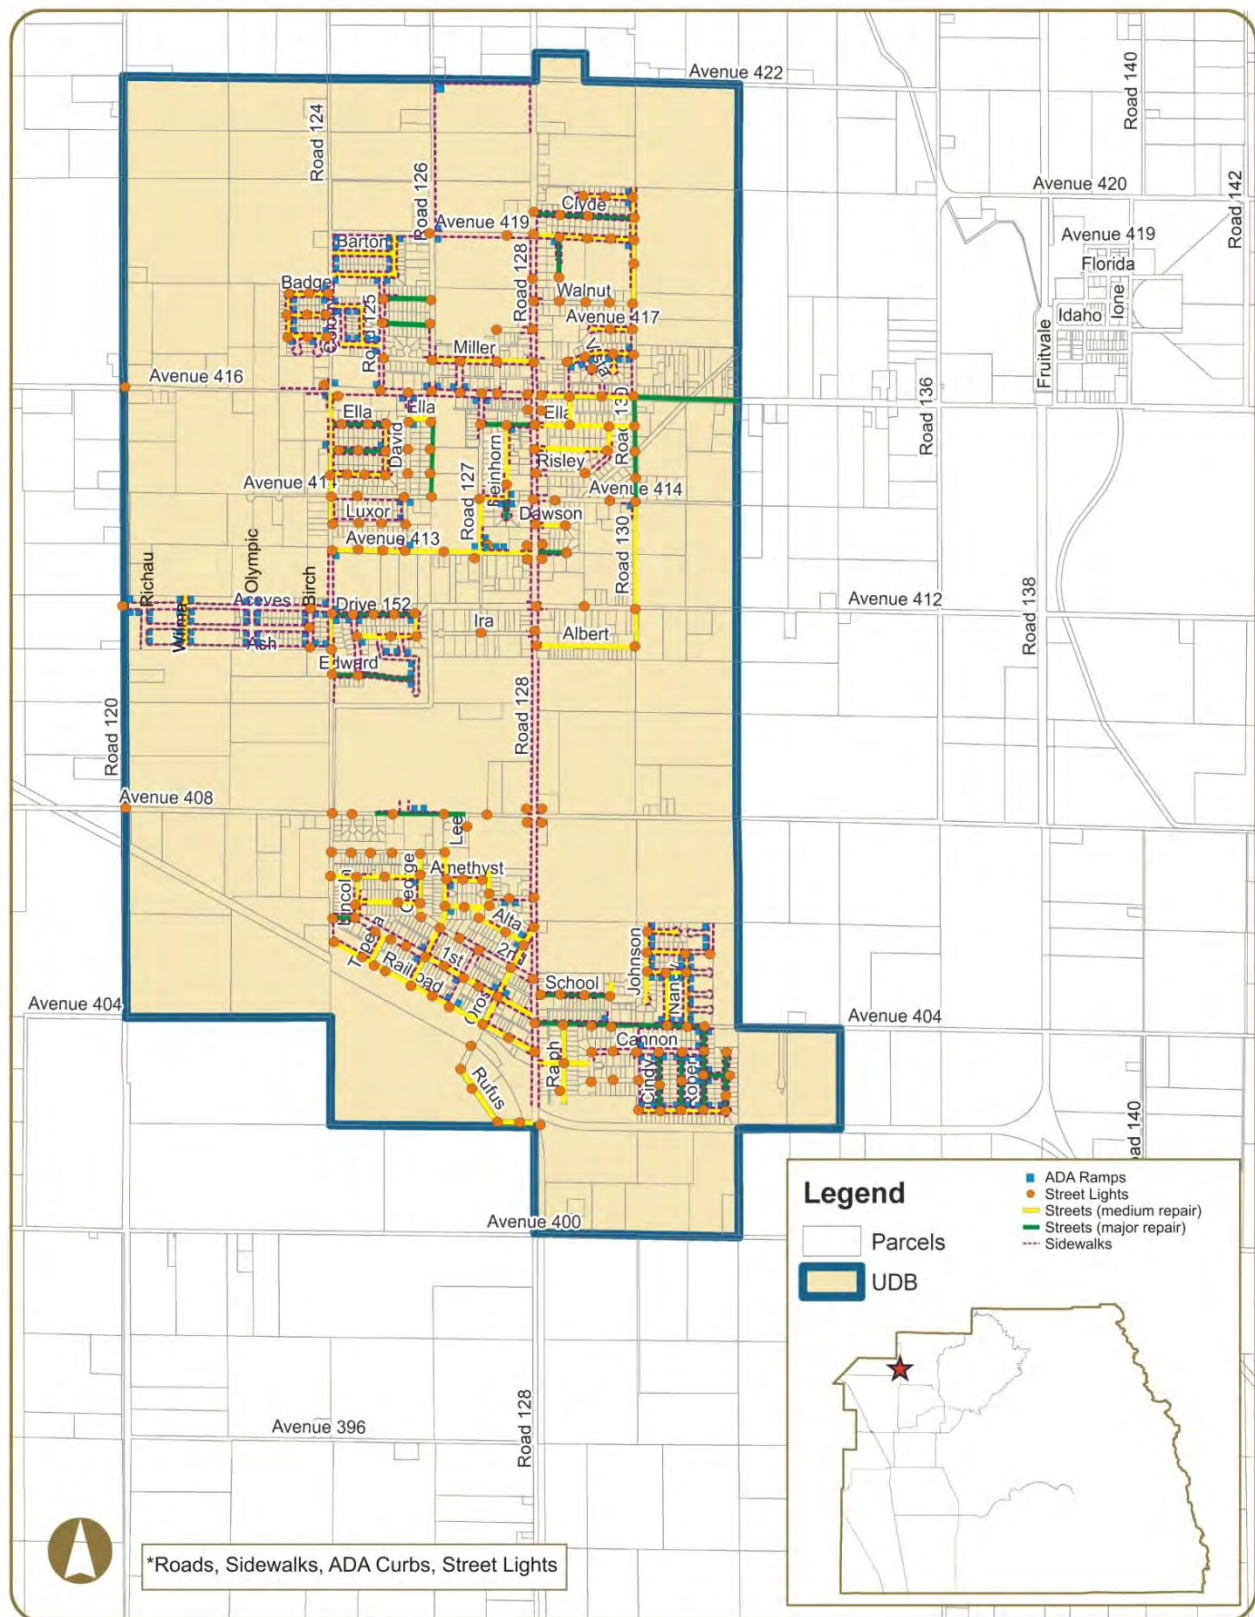 Avenue 422
Road 140
Road 124
Road 126
Avenue 420
Road 142
Clyde
Avenue 419
Avenue 419
Barton
Road 128
Florida
Badge
Walnut
Ione
Idaho
Road 125
Avenue 417
Fruitvale
Miller
Avenue 416
Road 136
Ella
Ella
Ella
Road 130
David
Risley
Avenue 414
Road 127
Avenue 414
Luxor
Dawson
Avenue 413
Road 130
Richau
Olympic
Birch
Aceves
Drive 152
Avenue 412
Wilma
Ira
Albert
Ash
Edward
Road 138
Road 120
Road 128
Avenue 408
Lee
Amethyst
George
Lincoln
Alta
Johnson
1st
School
Railroad
Avenue 404
Avenue 404
Cannon
Ralph
Cindy
Rufus
Legend
ADA Ramps
Street Lights
Streets (medium repair)
Streets (major repair)
Sidewalks
Parcels
UDB
Avenue 400
Road 128
Avenue 396
*Roads, Sidewalks, ADA Curbs, Street Lights